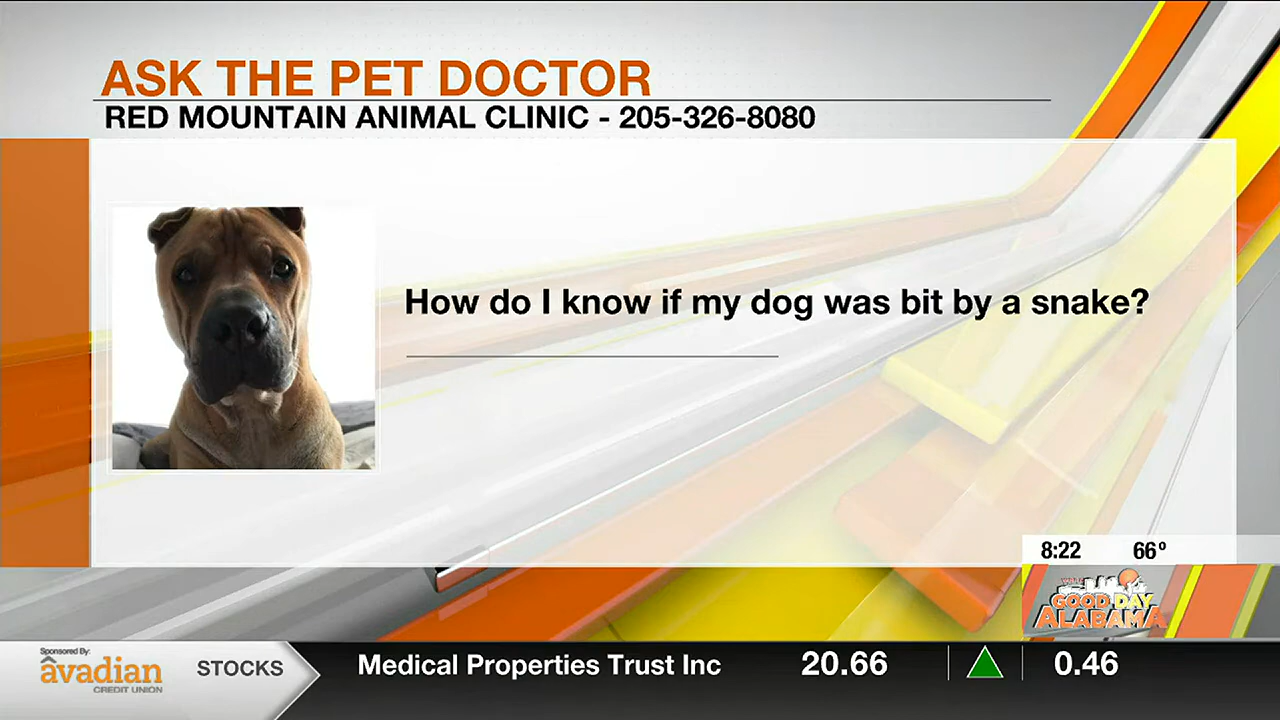 ASK THE PET DOCTOR
RED MOUNTAIN ANIMAL CLINIC - 205-326-8080
How do I know if my dog was bit by a snake?
8:22 66º
GOOD DAY
ALABAMA
Sponsored By:
avadian
CREDIT UNION
STOCKS
Medical Properties Trust Inc 20.66 0.46